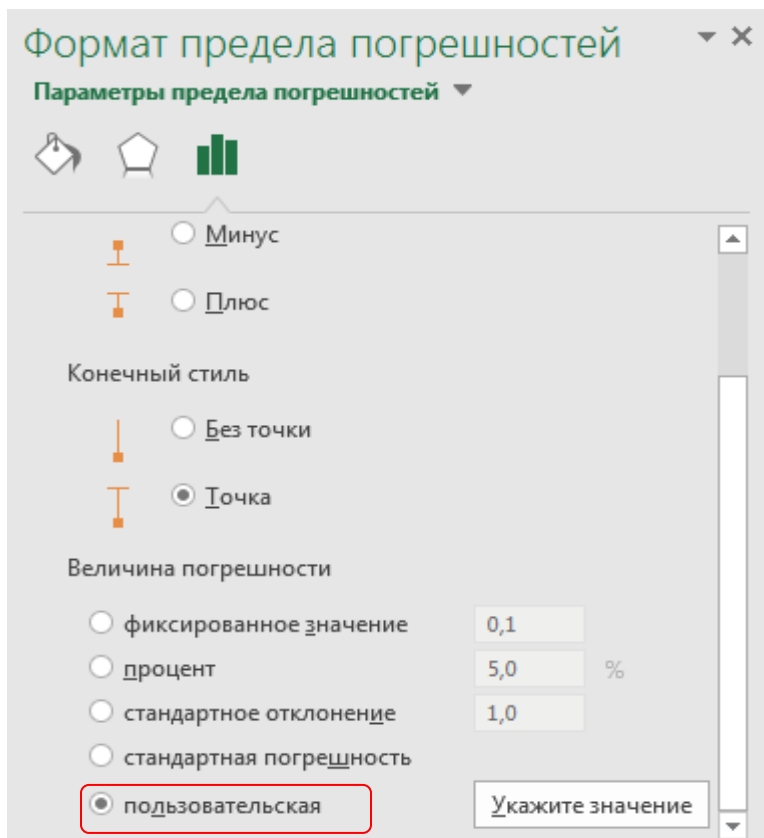 Формат предела погрешностей
Параметры предела погрешностей
Минус
Плюс
Конечный стиль
Без точки
Точка
Величина погрешности
фиксированное значение 0,1
процент 5,0 %
стандартное отклонение 1,0
стандартная погрешность
пользовательская Укажите значение